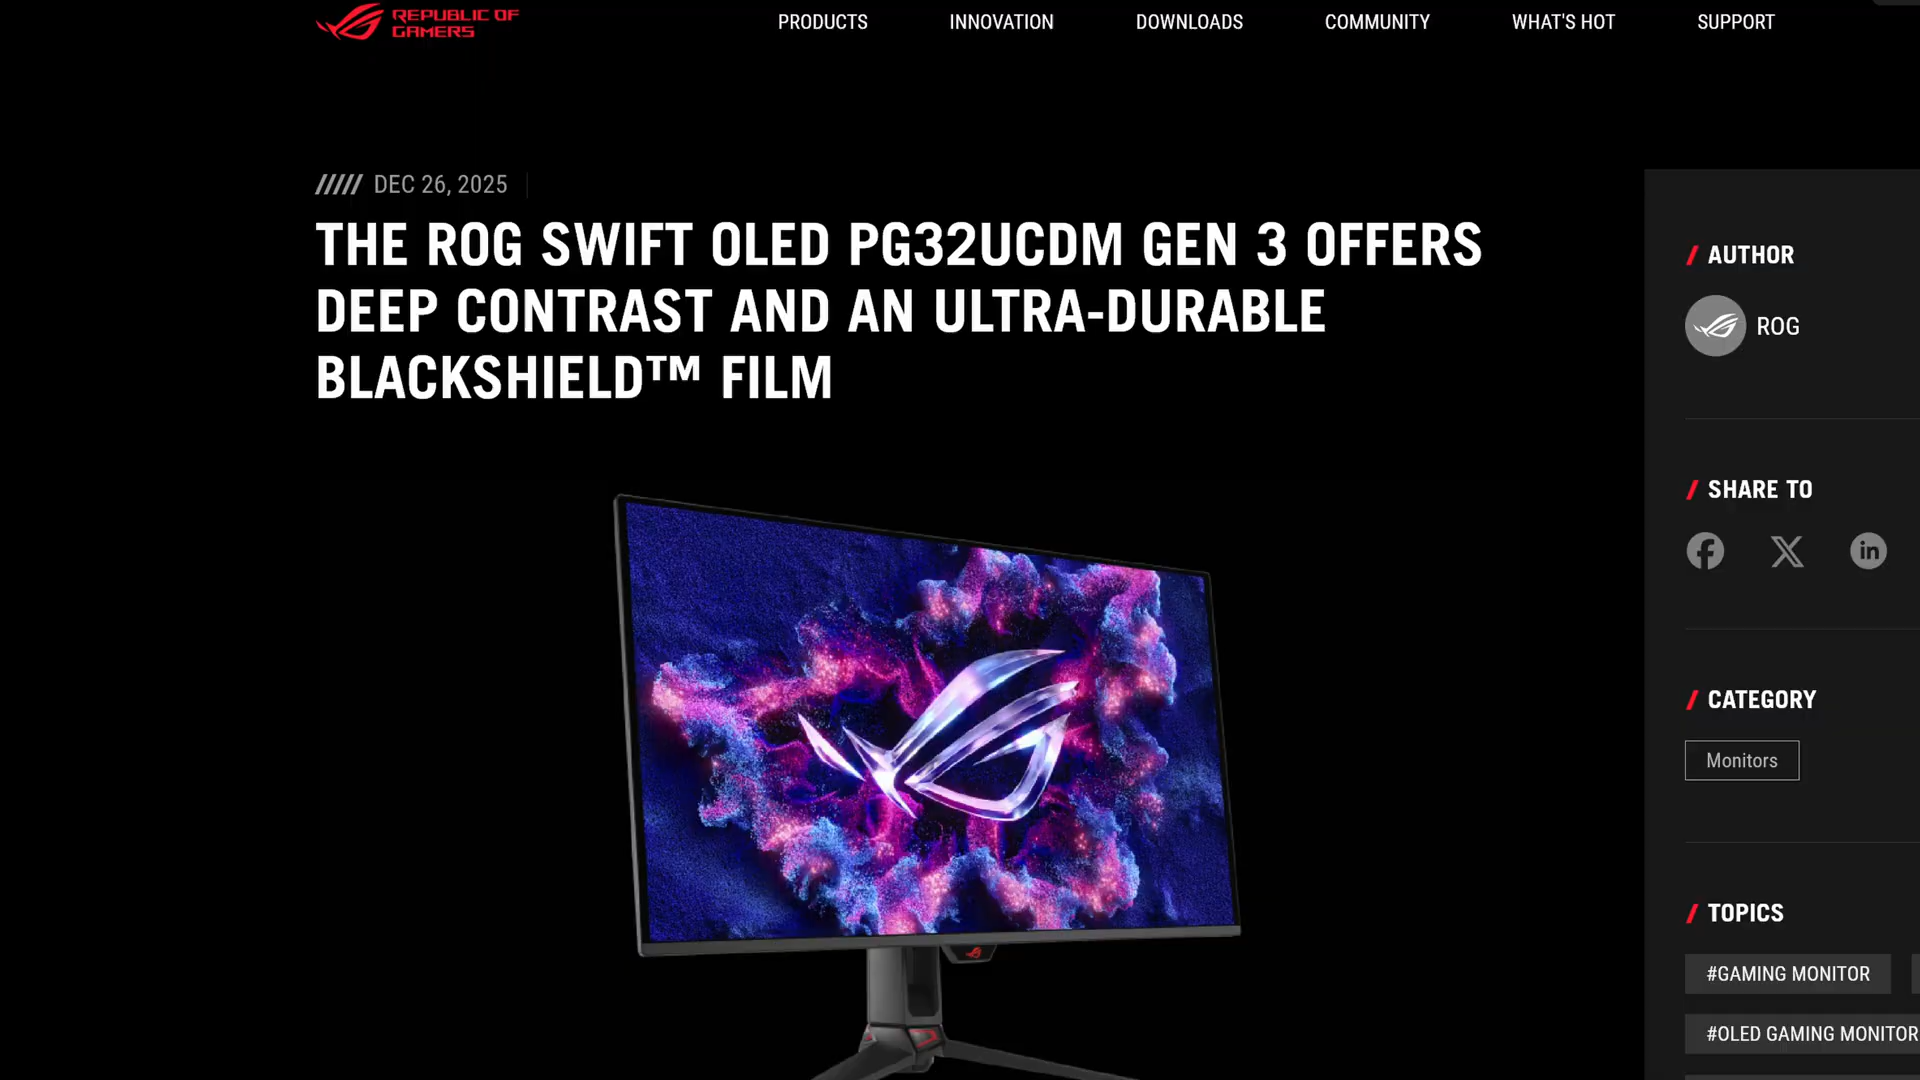 REPUBLIC OF
GAMERS
PRODUCTS
INNOVATION
DOWNLOADS
COMMUNITY
WHAT'S HOT
SUPPORT
DEC 26, 2025
THE ROG SWIFT OLED PG32UCDM GEN 3 OFFERS
DEEP CONTRAST AND AN ULTRA-DURABLE
BLACKSHIELD™ FILM
AUTHOR
ROG
SHARE TO
CATEGORY
Monitors
TOPICS
#GAMING MONITOR
#OLED GAMING MONITOR